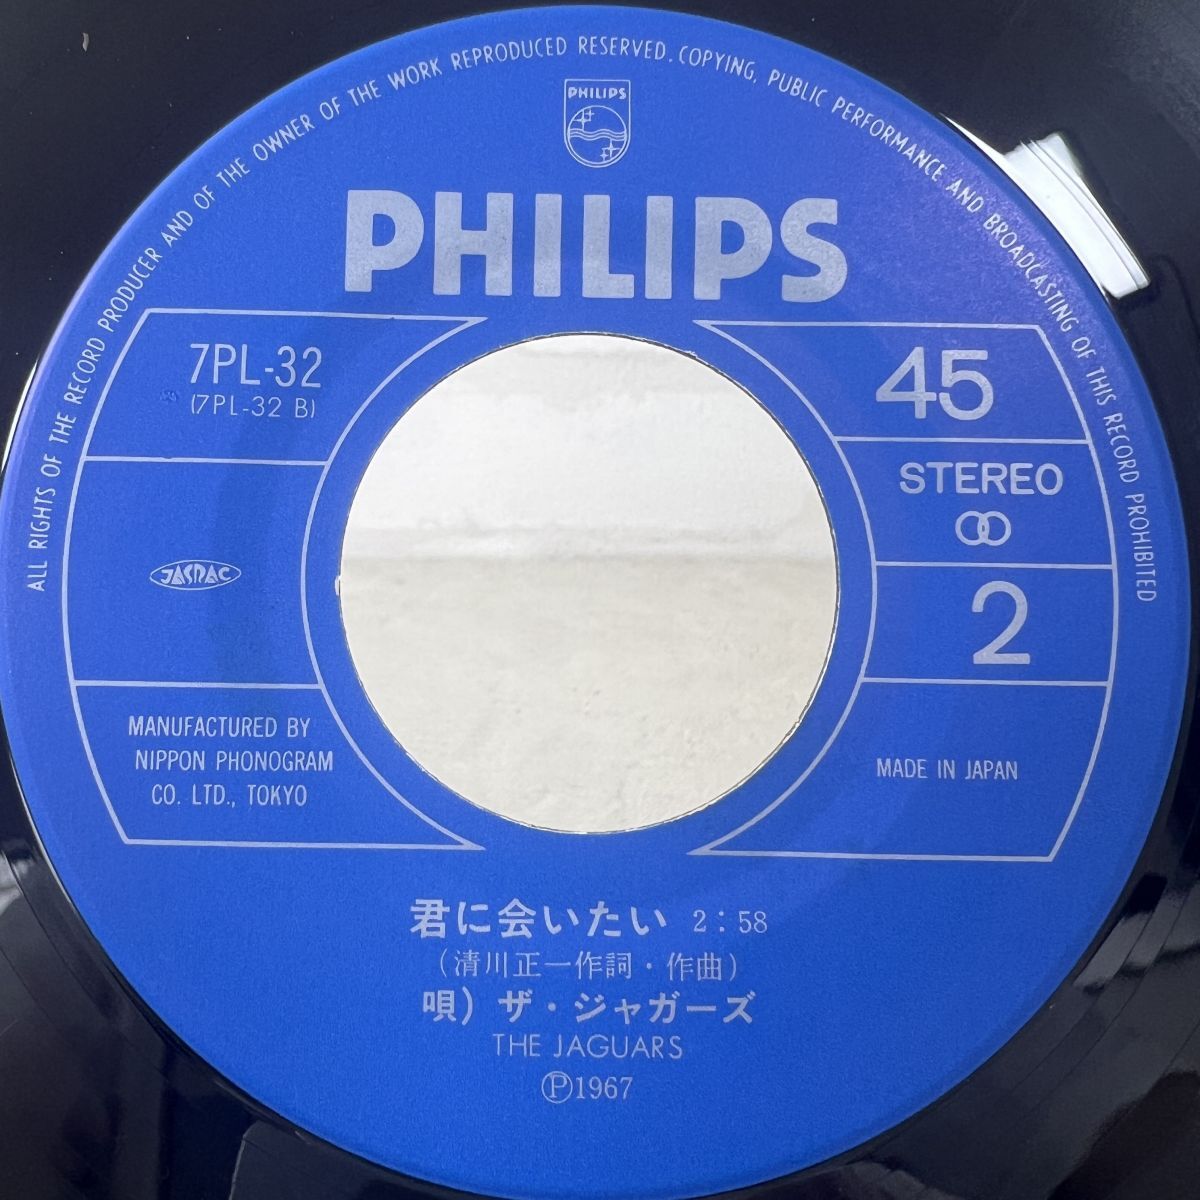 ALL RIGHTS OF THE RECORD PRODUCER AND OF THE OWNER OF THE WORK REPRODUCED RESERVED. COPYING, PUBLIC PERFORMANCE AND BROADCASTING OF THIS RECORD PROHIBITED
PHILIPS
PHILIPS
7PL-32
(7PL-32 B)
JASRAC
MANUFACTURED BY
NIPPON PHONOGRAM
CO. LTD., TOKYO
45
STEREO
2
MADE IN JAPAN
君に会いたい 2:58
(清川正一作詞・作曲)
唄) ザ・ジャガーズ
THE JAGUARS
Ⓟ1967